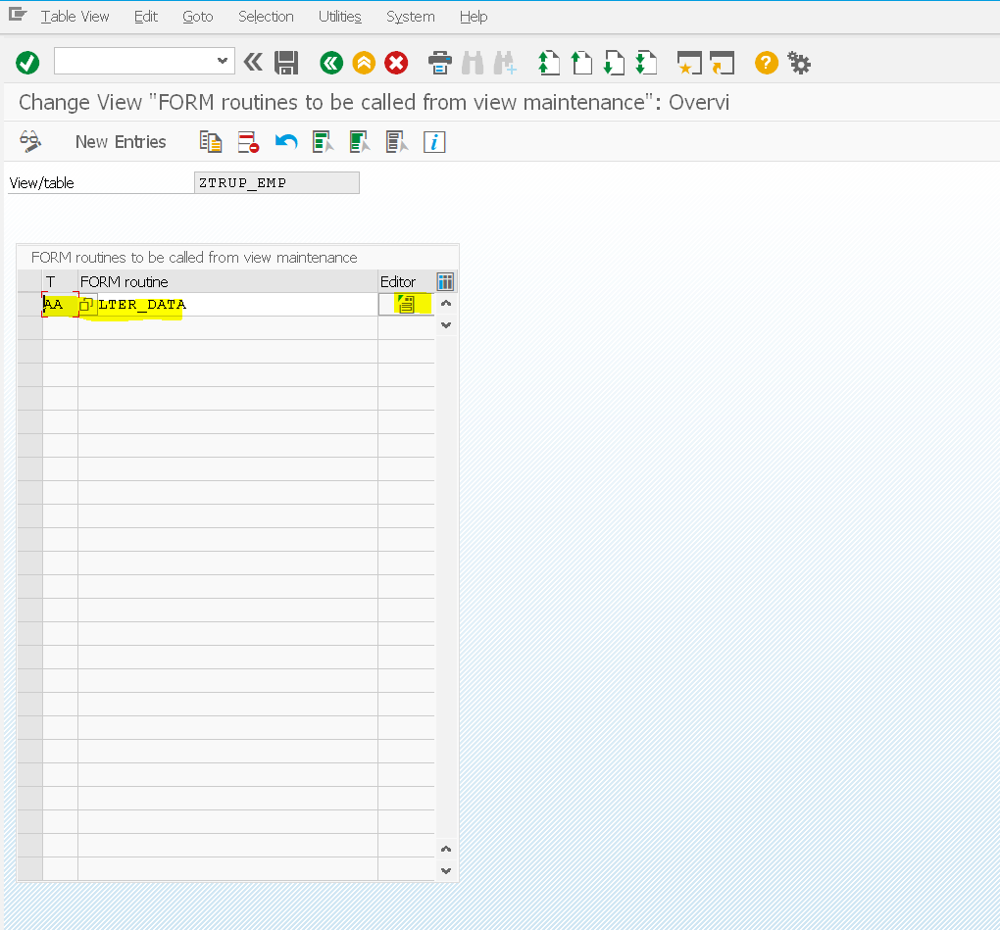 Table View Edit Goto Selection Utilities System Help
Change View "FORM routines to be called from view maintenance": Overvi
New Entries
View/table ZTRUP_EMP
FORM routines to be called from view maintenance
T FORM routine Editor
AA LTER_DATA